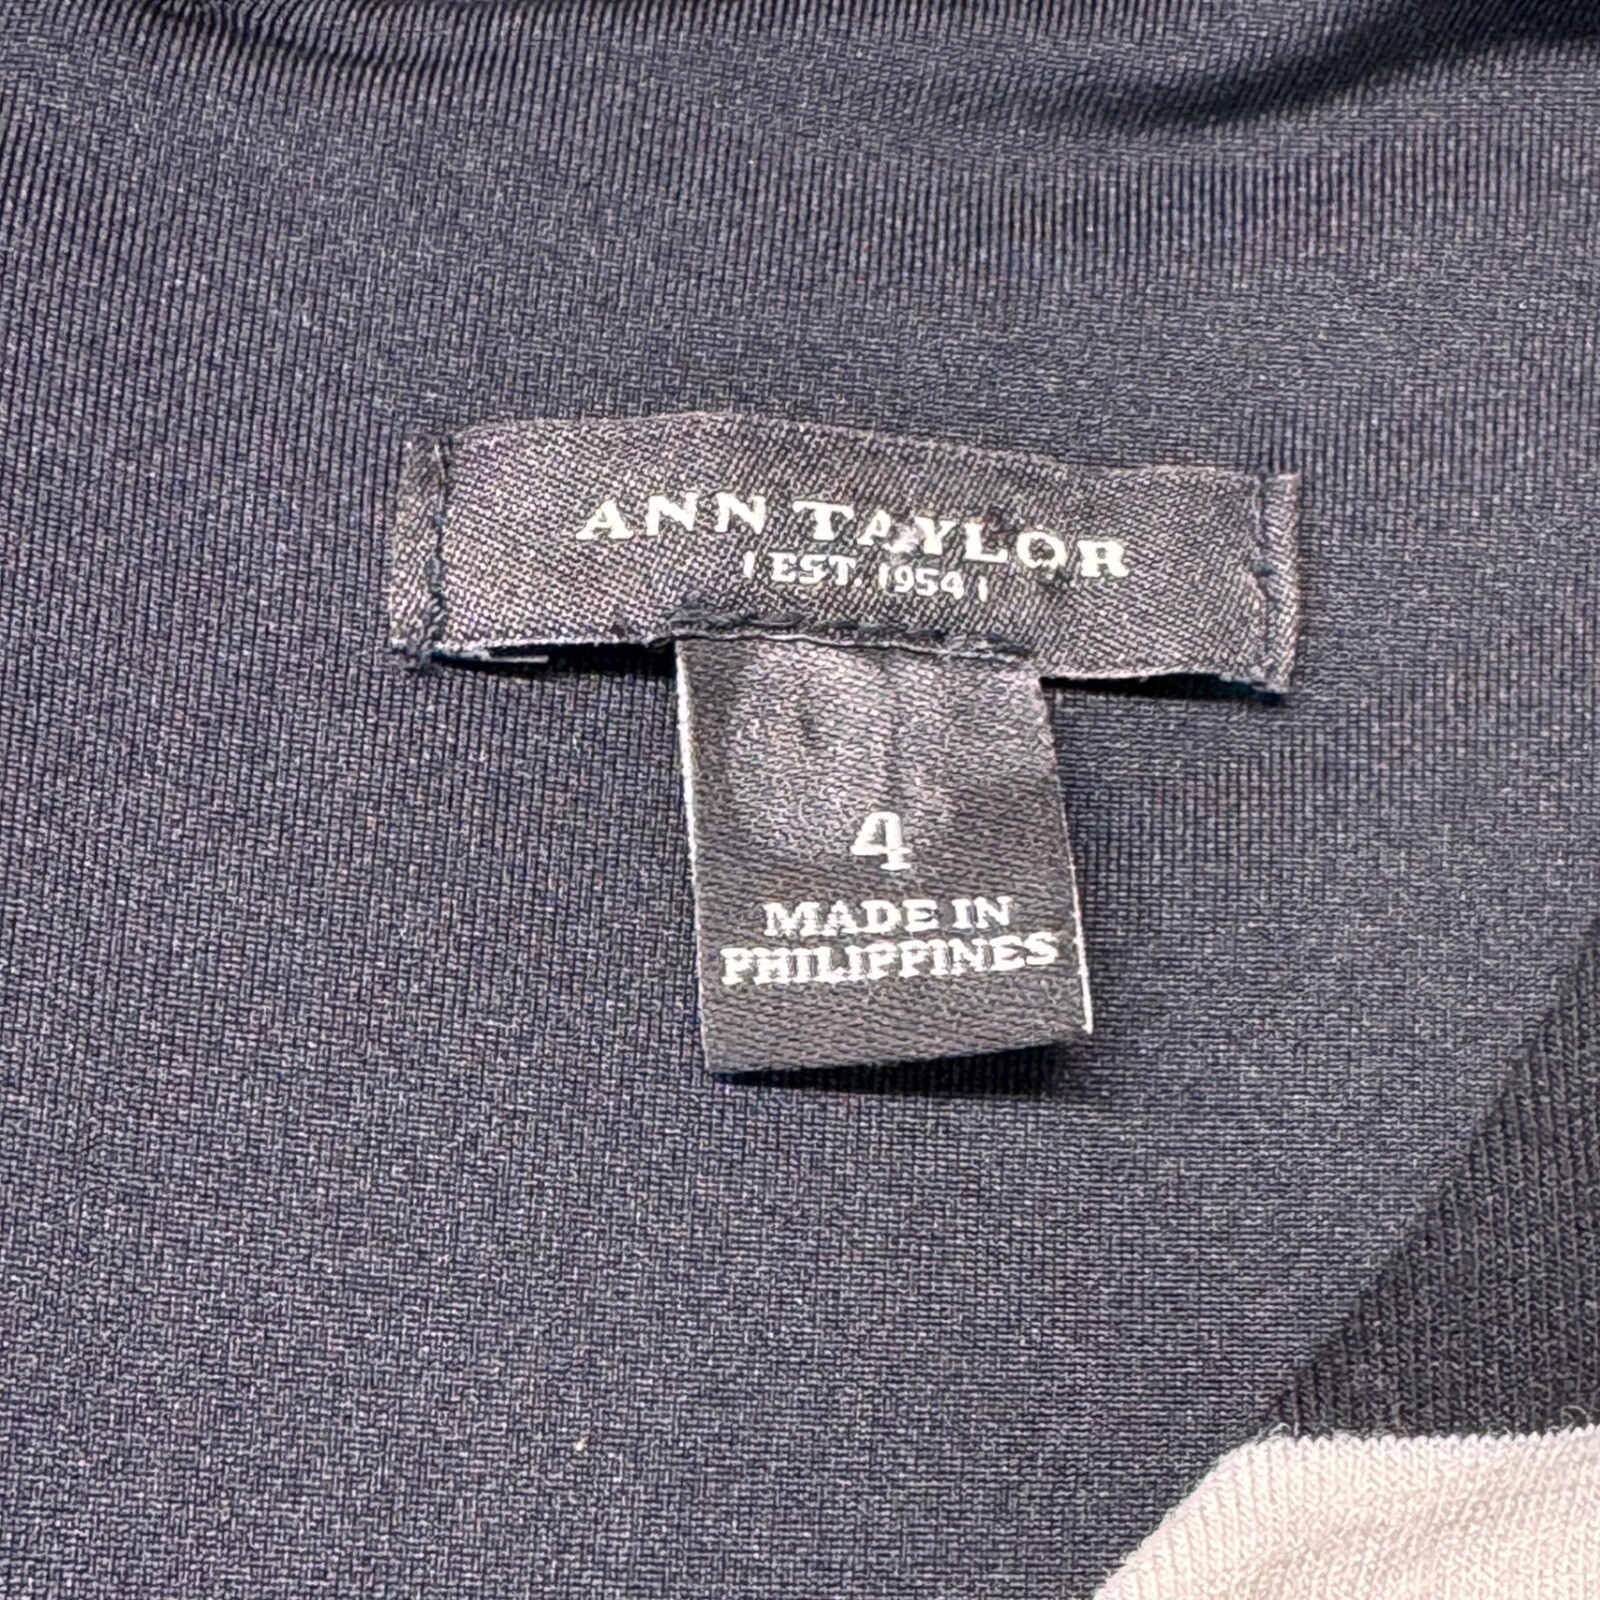 ANN TAYLOR
| EST. 1954 |
4
MADE IN
PHILIPPINES